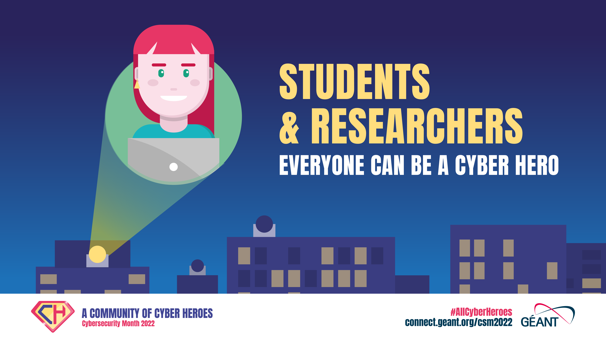 STUDENTS
& RESEARCHERS
EVERYONE CAN BE A CYBER HERO
CH
A COMMUNITY OF CYBER HEROES
Cybersecurity Month 2022
#AllCyberHeroes
connect.geant.org/csm2022
GÉANT